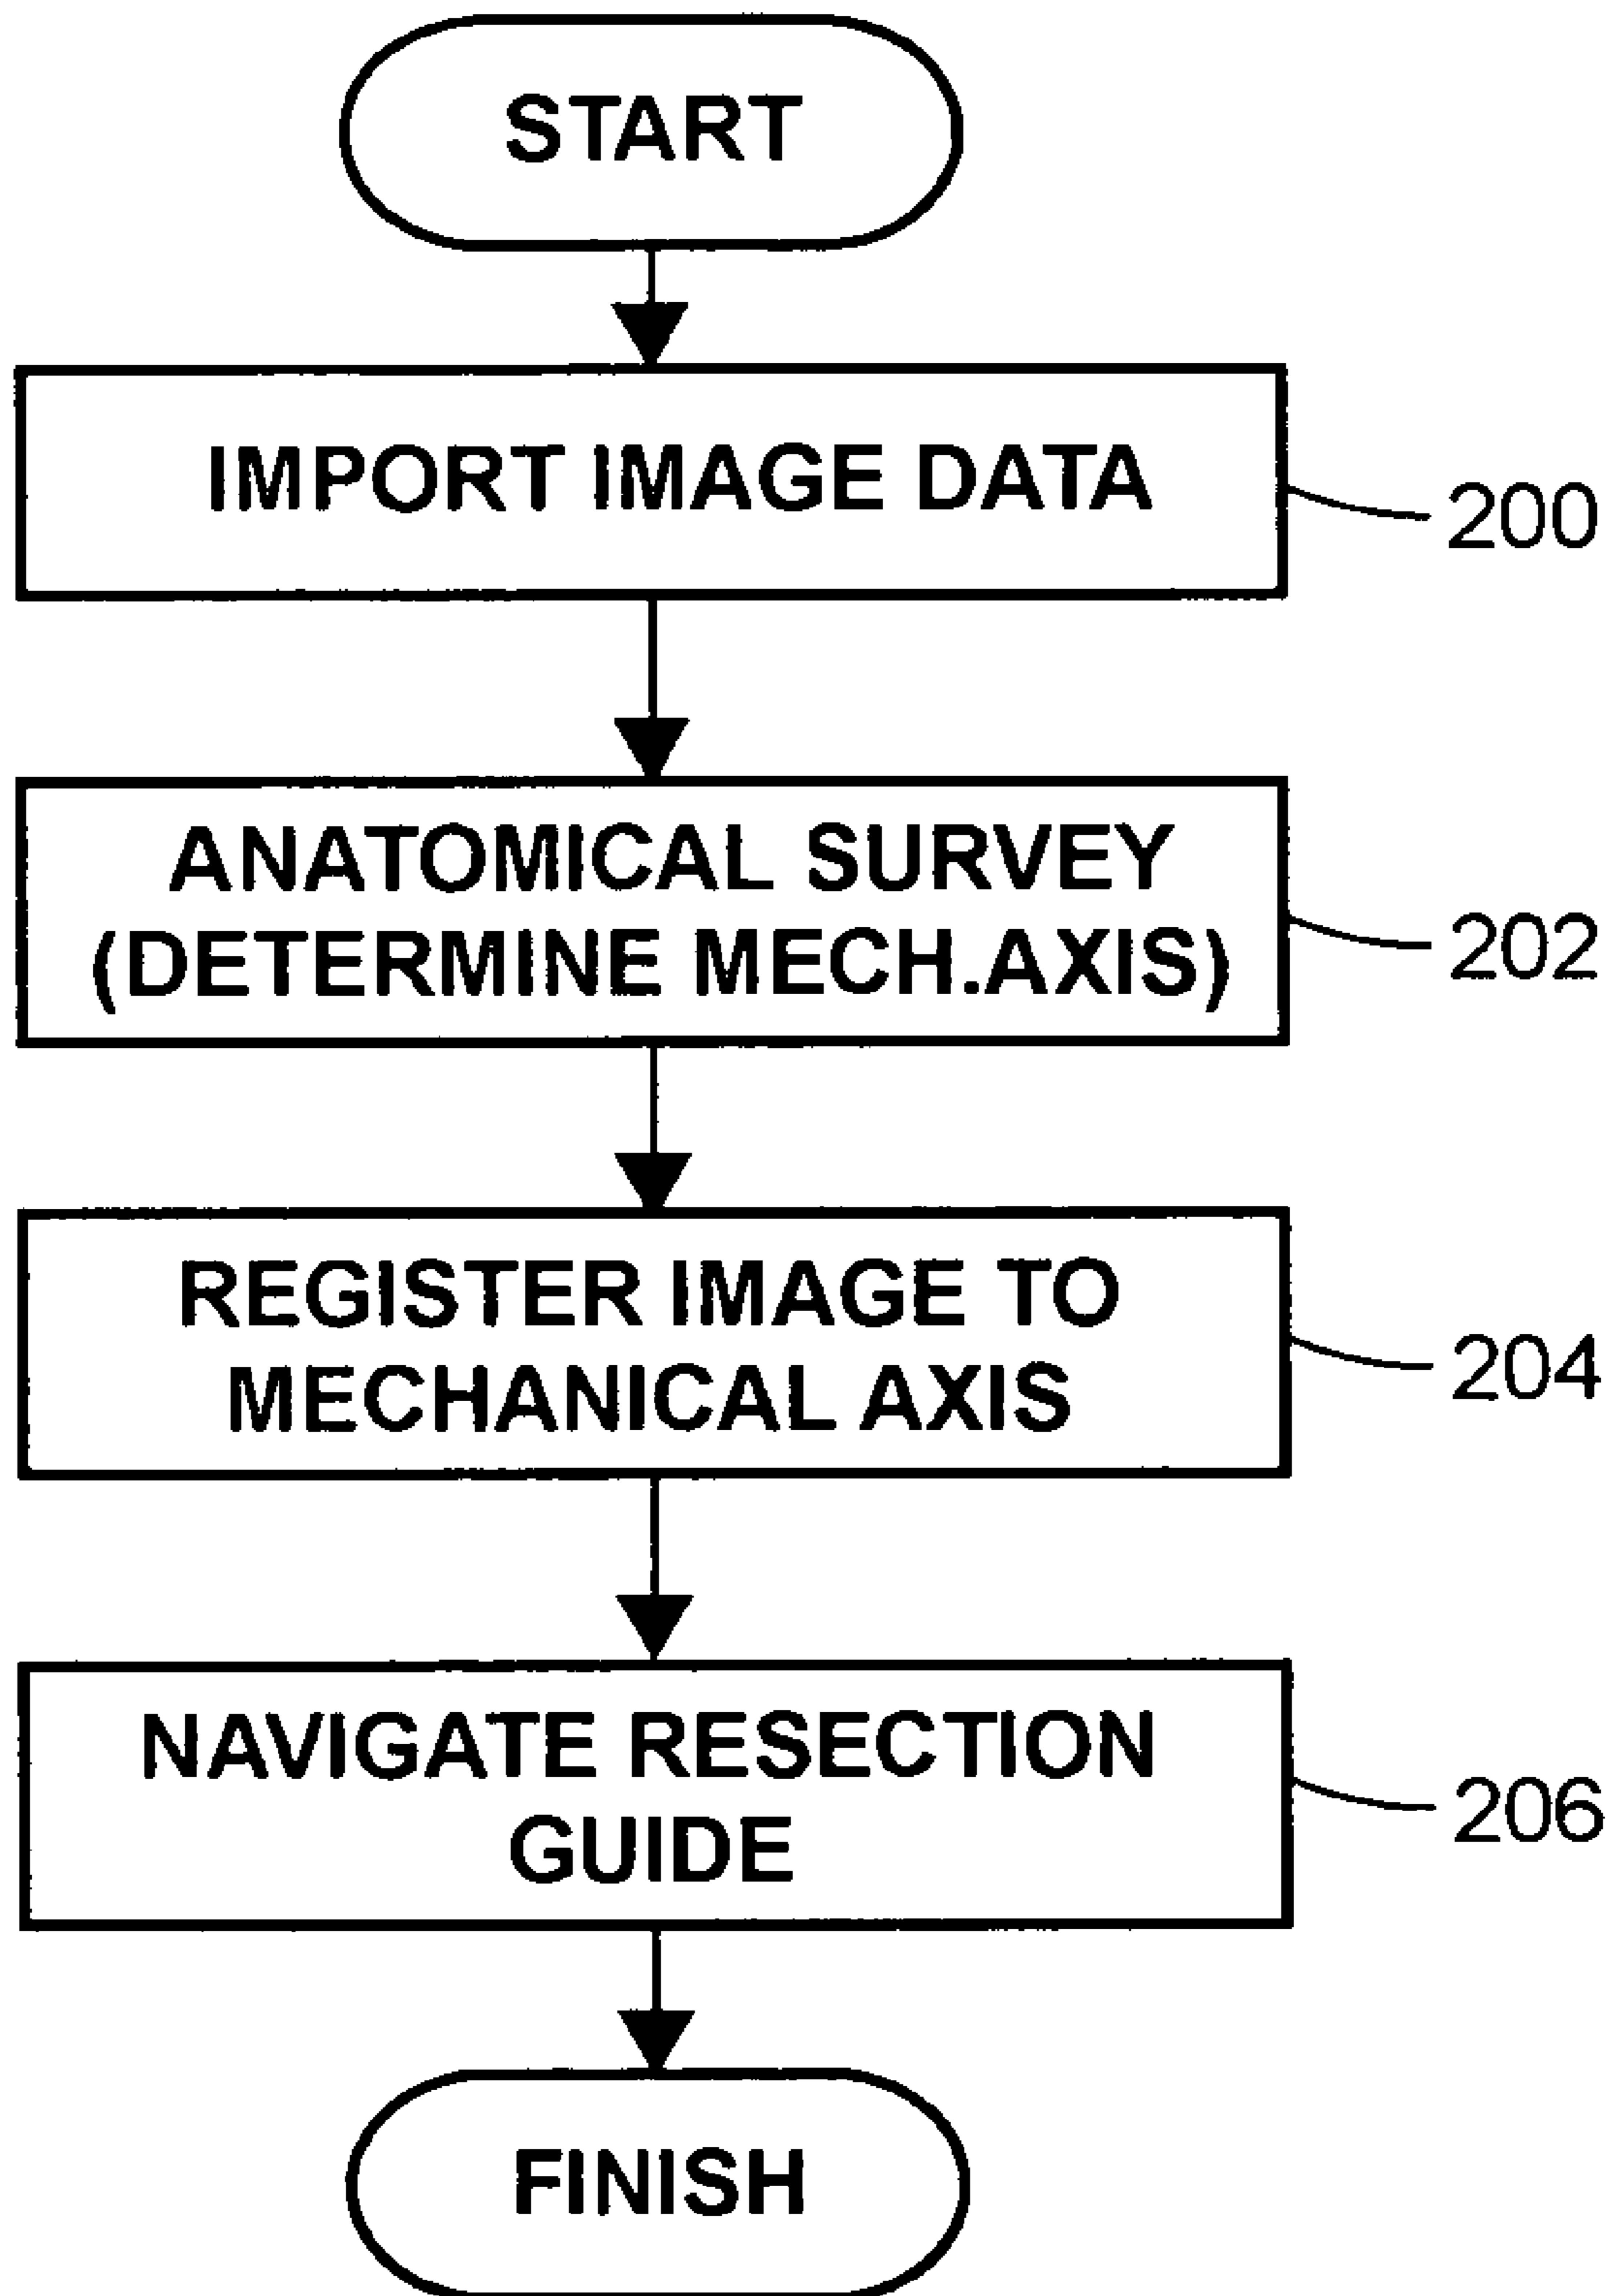 START
IMPORT IMAGE DATA
200
ANATOMICAL SURVEY
(DETERMINE MECH.AXIS)
202
REGISTER IMAGE TO
MECHANICAL AXIS
204
NAVIGATE RESECTION
GUIDE
206
FINISH